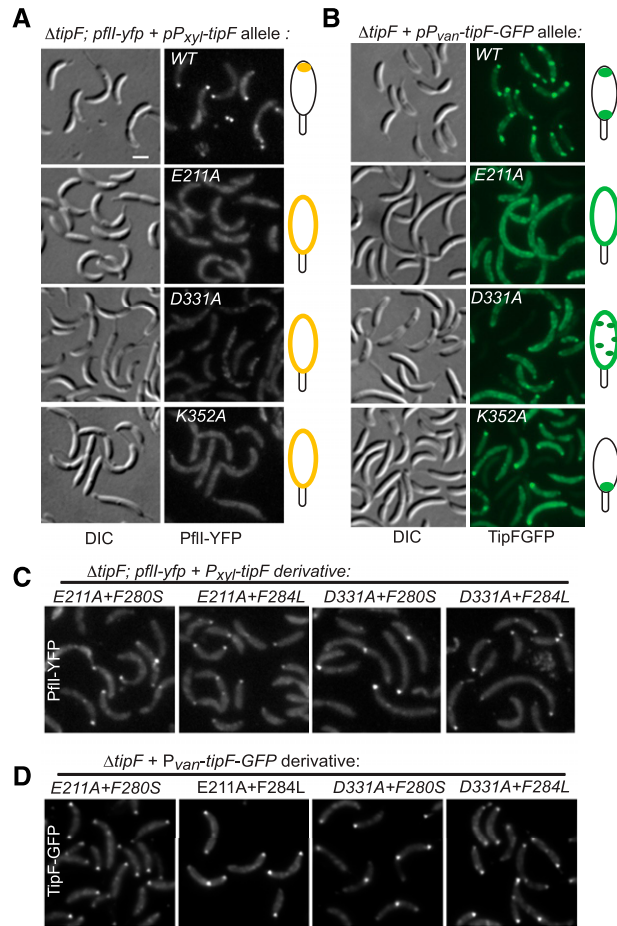 A
ΔtipF; pflI-yfp + pPxyl-tipF allele :
WT
E211A
D331A
K352A
DIC PflI-YFP
B
ΔtipF + pPvan-tipF-GFP allele:
WT
E211A
D331A
K352A
DIC TipFGFP
C
ΔtipF; pflI-yfp + Pxyl-tipF derivative:
E211A+F280S E211A+F284L D331A+F280S D331A+F284L
PflI-YFP
D
ΔtipF + Pvan-tipF-GFP derivative:
E211A+F280S E211A+F284L D331A+F280S D331A+F284L
TipF-GFP